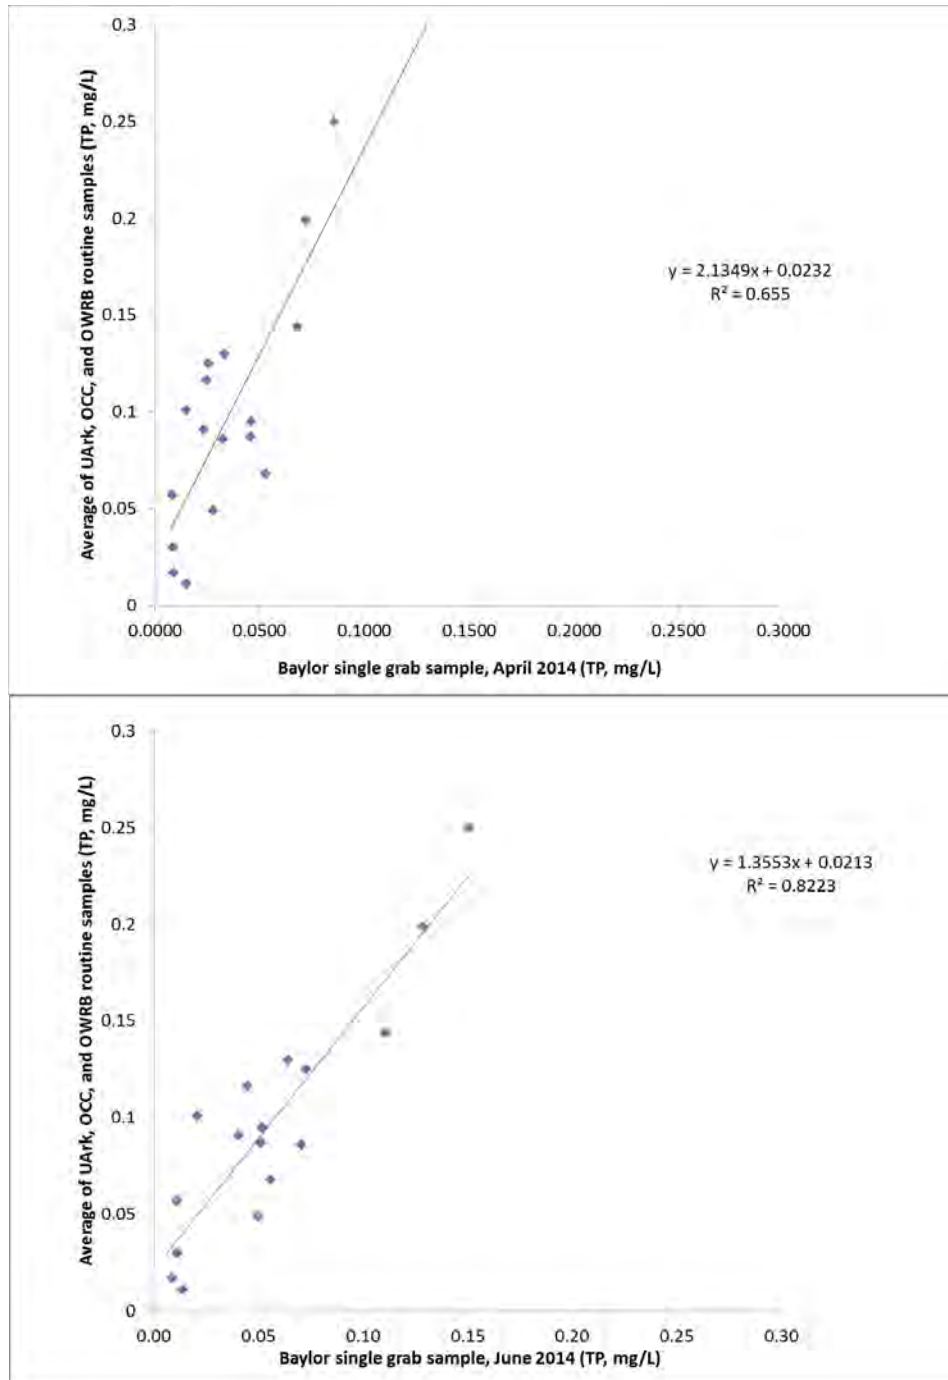 0.3
0.25
0.2
0.15
0.1
0.05
0
Average of UArk, OCC, and OWRB routine samples (TP, mg/L)
y = 2.1349x + 0.0232
R² = 0.655
0.0000 0.0500 0.1000 0.1500 0.2000 0.2500 0.3000
Baylor single grab sample, April 2014 (TP, mg/L)
0.3
0.25
0.2
0.15
0.1
0.05
0
Average of UArk, OCC, and OWRB routine samples (TP, mg/L)
y = 1.3553x + 0.0213
R² = 0.8223
0.00 0.05 0.10 0.15 0.20 0.25 0.30
Baylor single grab sample, June 2014 (TP, mg/L)